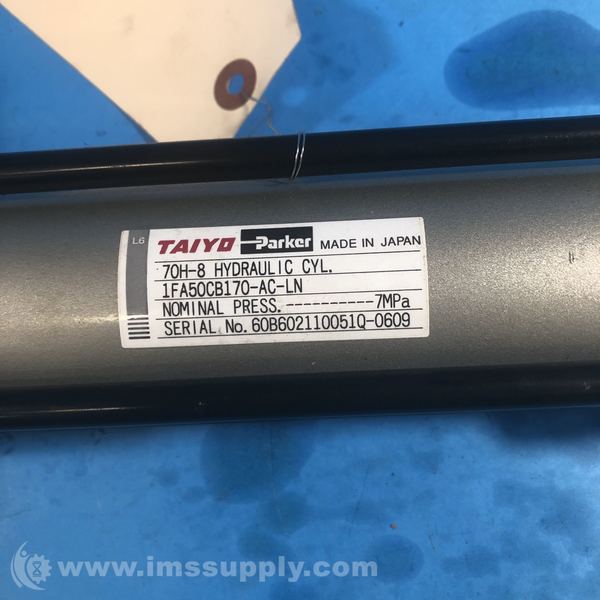 L6 TAIYO Parker MADE IN JAPAN
70H-8 HYDRAULIC CYL.
1FA50CB170-AC-LN
NOMINAL PRESS.----------7MPa
SERIAL No. 60B602110051Q-0609
www.imssupply.com